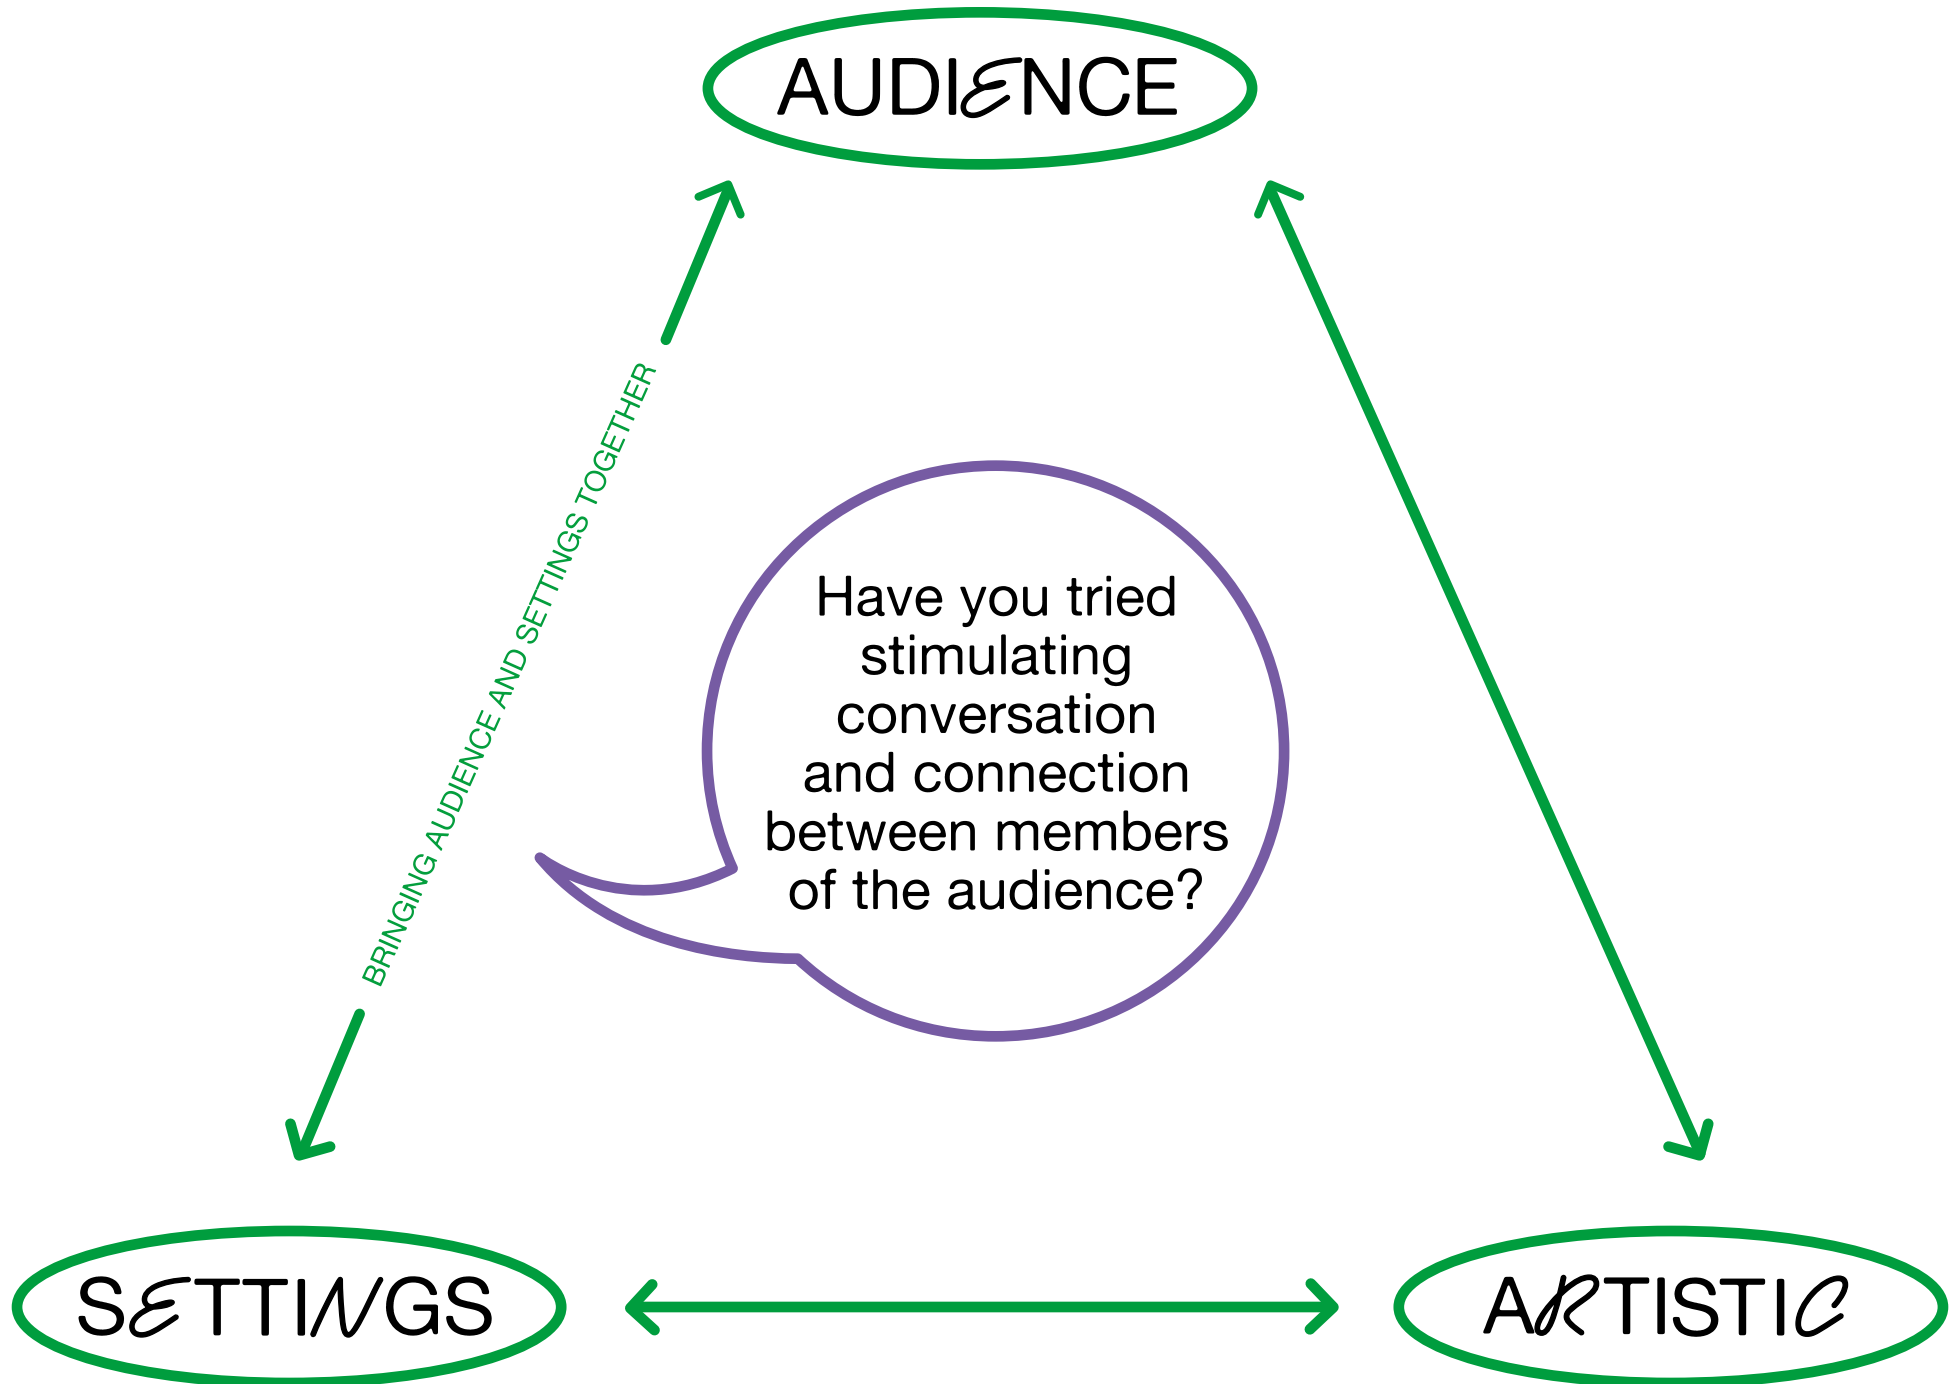 AUDIENCE
BRINGING AUDIENCE AND SETTINGS TOGETHER
Have you tried
stimulating
conversation
and connection
between members
of the audience?
SETTINGS
ARTISTIC